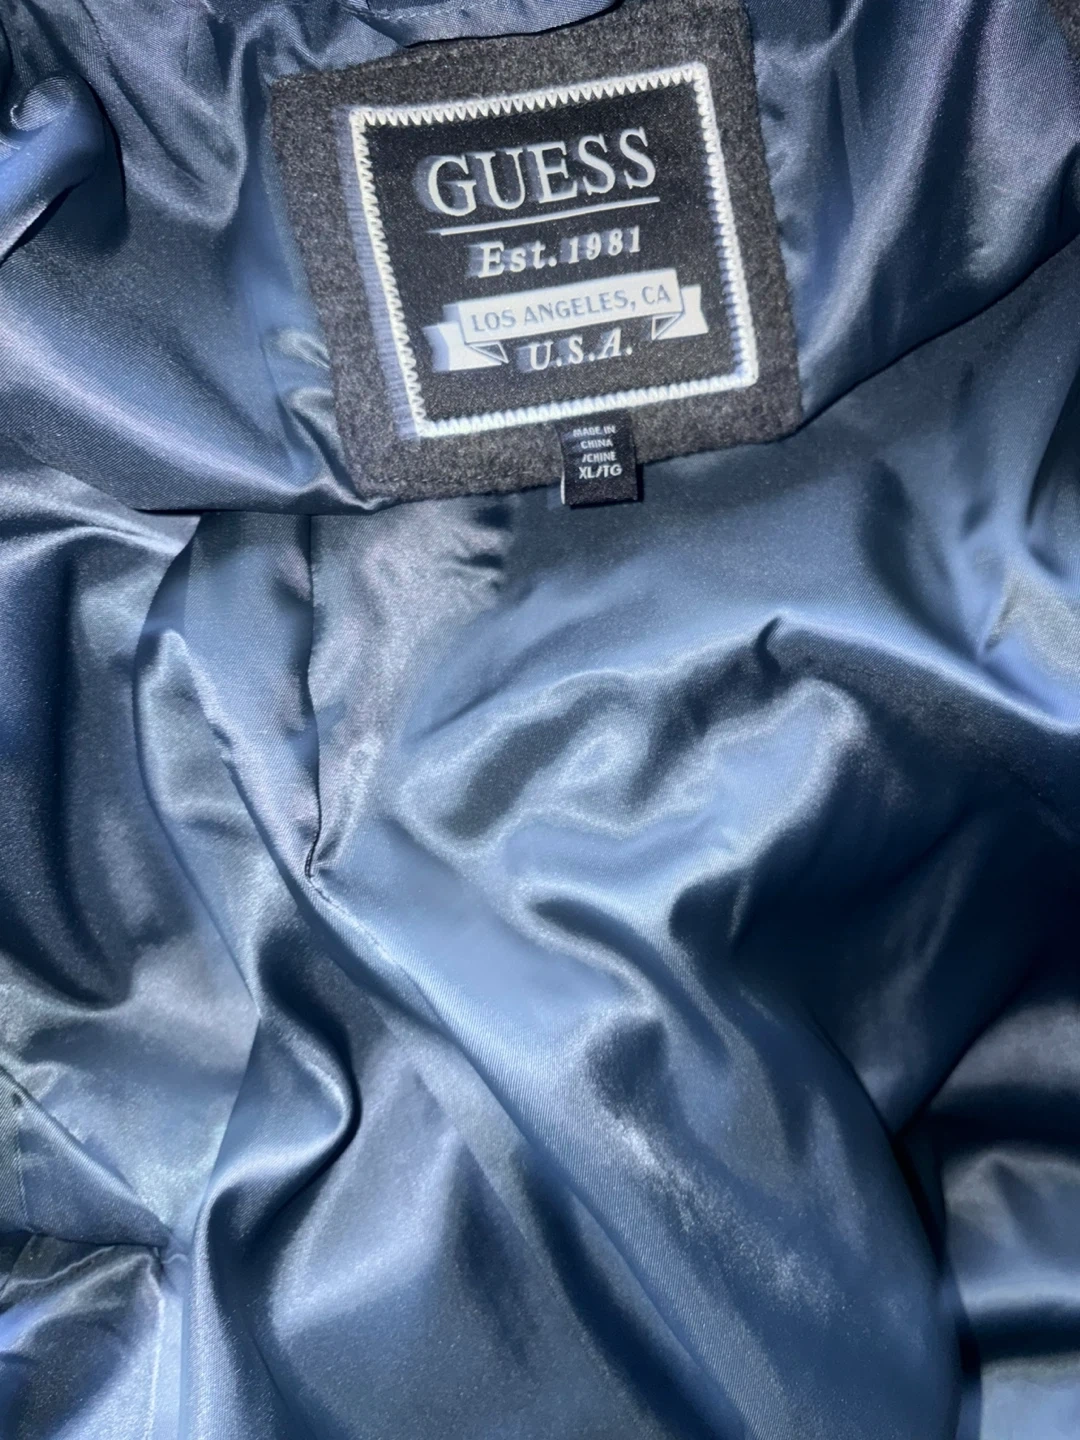 GUESS
Est. 1981
LOS ANGELES, CA
U.S.A.
MADE IN
CHINA
/CHINE
XL/TG